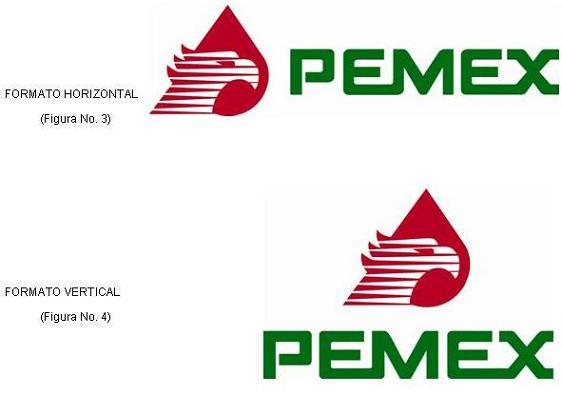 PEMEX
FORMATO HORIZONTAL
(Figura No. 3)
FORMATO VERTICAL
(Figura No. 4)
PEMEX